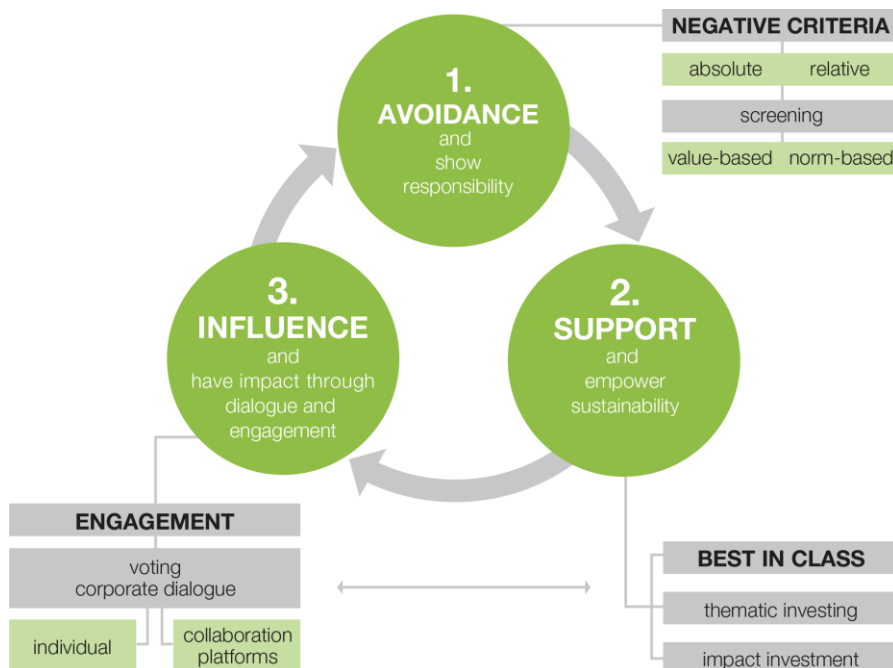 1.
AVOIDANCE
and
show
responsibility
NEGATIVE CRITERIA
absolute relative
screening
value-based norm-based
2.
SUPPORT
and
empower
sustainability
BEST IN CLASS
thematic investing
impact investment
3.
INFLUENCE
and
have impact through
dialogue and
engagement
ENGAGEMENT
voting
corporate dialogue
individual
collaboration
platforms